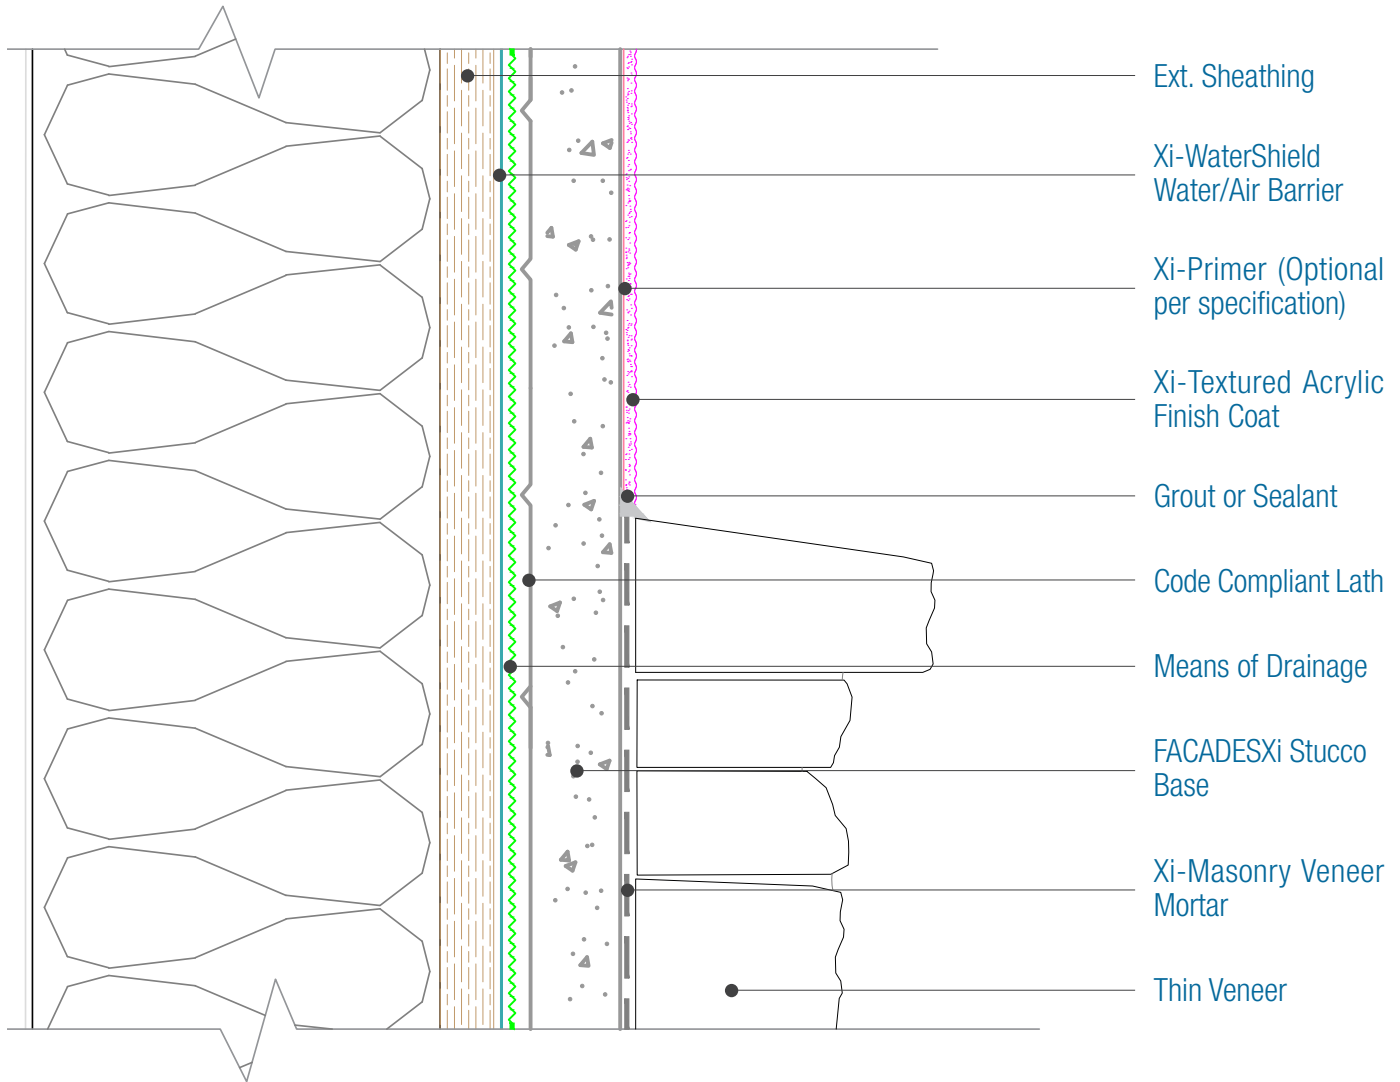 Ext. Sheathing
Xi-WaterShield
Water/Air Barrier
Xi-Primer (Optional
per specification)
Xi-Textured Acrylic
Finish Coat
Grout or Sealant
Code Compliant Lath
Means of Drainage
FACADESXi Stucco
Base
Xi-Masonry Veneer
Mortar
Thin Veneer